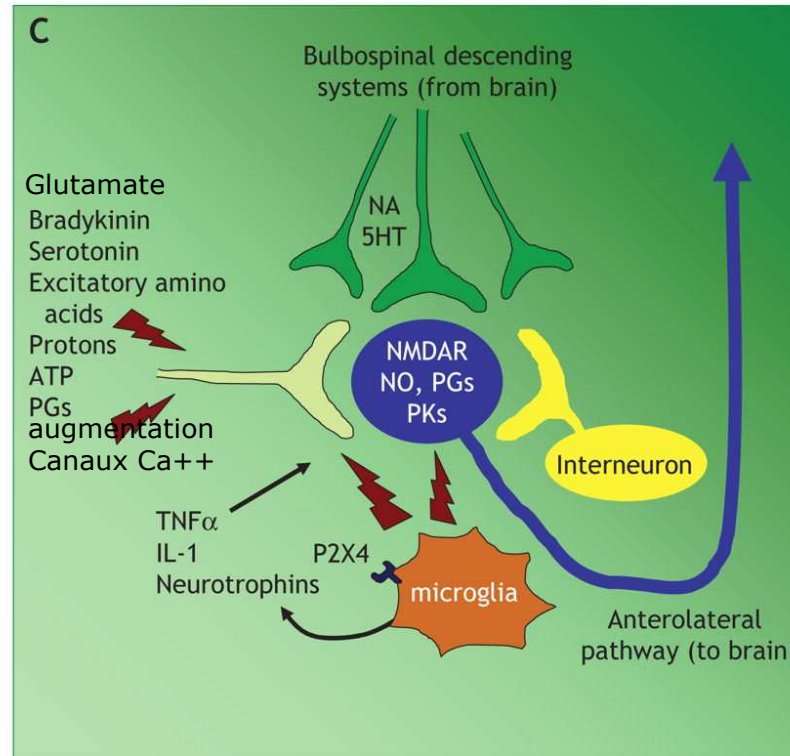 C
Bulbospinal descending
systems (from brain)
Glutamate
Bradykinin
Serotonin
Excitatory amino
acids
Protons
ATP
PGs
augmentation
Canaux Ca++
NA
5HT
NMDAR
NO, PGs
PKs
Interneuron
TNFα
IL-1
Neurotrophins
P2X4
microglia
Anterolateral
pathway (to brain